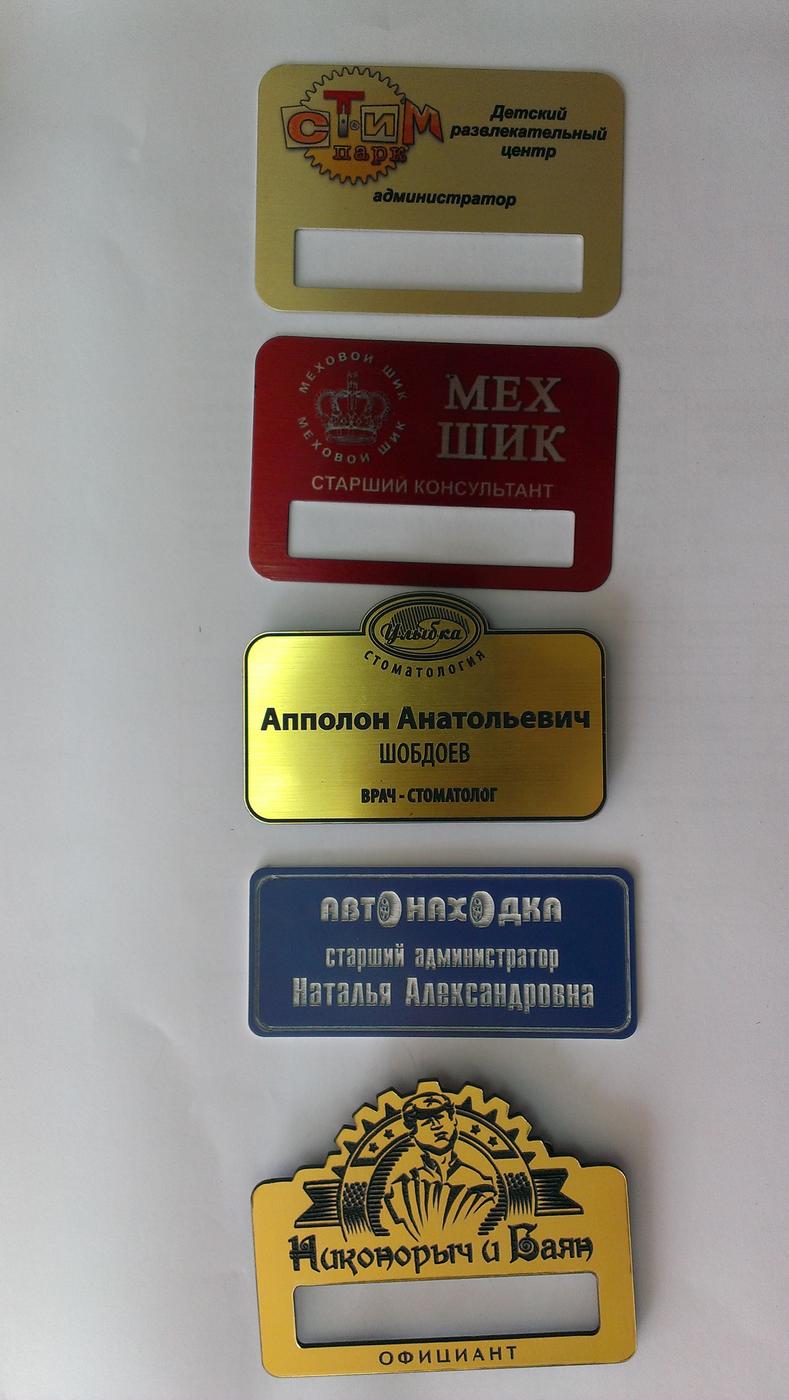 СТиМ
парк
Детский
развлекательный
центр
администратор
МЕХОВОЙ ШИК
МЕХОВОЙ ШИК
МЕХ
ШИК
СТАРШИЙ КОНСУЛЬТАНТ
Улыбка
стоматология
Апполон Анатольевич
ШОБДОЕВ
ВРАЧ - СТОМАТОЛОГ
АВТОНАХОДКА
старший администратор
Наталья Александровна
Никонорыч и Баян
ОФИЦИАНТ